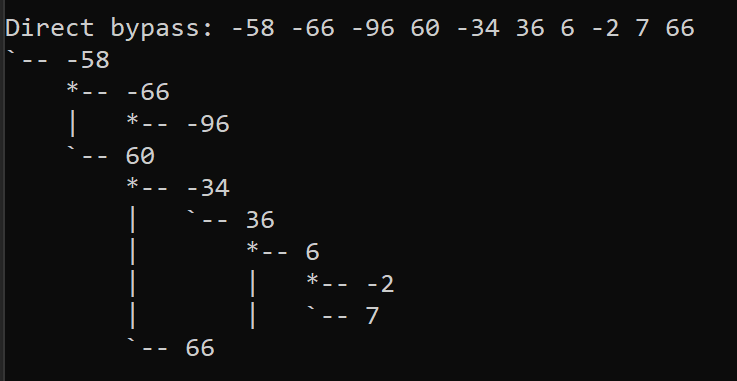 Direct bypass: -58 -66 -96 60 -34 36 6 -2 7 66
`-- -58
    *-- -66
    |   *-- -96
    `-- 60
        *-- -34
        |   `-- 36
        |       *-- 6
        |       |   *-- -2
        |       |   `-- 7
        `-- 66